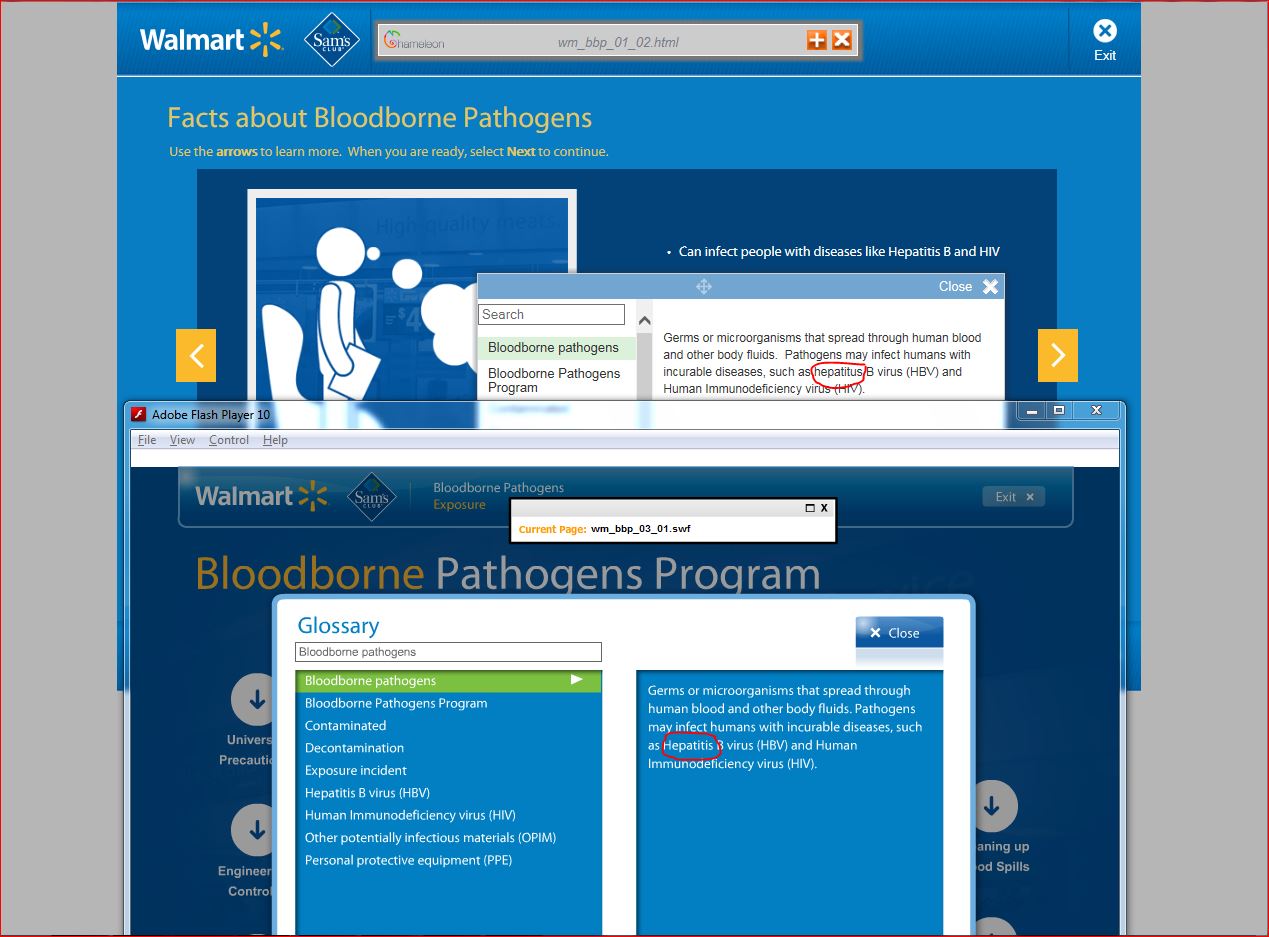 Walmart
Sam's
CLUB
Chameleon
wm_bbp_01_02.html
Exit
Facts about Bloodborne Pathogens
Use the arrows to learn more. When you are ready, select Next to continue.
High-quality meats...
• Can infect people with diseases like Hepatitis B and HIV
Close
Search
Bloodborne pathogens
Bloodborne Pathogens
Program
Contaminated
Germs or microorganisms that spread through human blood
and other body fluids. Pathogens may infect humans with
incurable diseases, such as hepatitus B virus (HBV) and
Human Immunodeficiency virus (HIV).
Adobe Flash Player 10
File View Control Help
Walmart
Sam's
CLUB
Bloodborne Pathogens
Exposure
Exit x
X
Current Page: wm_bbp_03_01.swf
Bloodborne Pathogens Program
Glossary
Close
Bloodborne pathogens
Bloodborne pathogens
Bloodborne Pathogens Program
Contaminated
Decontamination
Exposure incident
Hepatitis B virus (HBV)
Human Immunodeficiency virus (HIV)
Other potentially infectious materials (OPIM)
Personal protective equipment (PPE)
Germs or microorganisms that spread through
human blood and other body fluids. Pathogens
may infect humans with incurable diseases, such
as Hepatitis B virus (HBV) and Human
Immunodeficiency virus (HIV).
Univers
Precautio
Engineer
Contro
aning up
od Spills